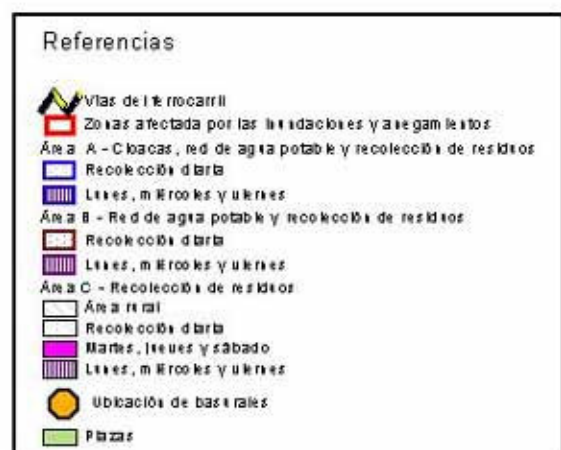 Referencias
Vías del ferrocarril
Zonas afectada por las inundaciones y anegamientos
Área A - Cloacas, red de agua potable y recolección de residuos
Recolección diaria
Lunes, miércoles y viernes
Área B - Red de agua potable y recolección de residuos
Recolección diaria
Lunes, miércoles y viernes
Área C - Recolección de residuos
Área rural
Recolección diaria
Martes, jueves y sábado
Lunes, miércoles y viernes
Ubicación de basurales
Plazas